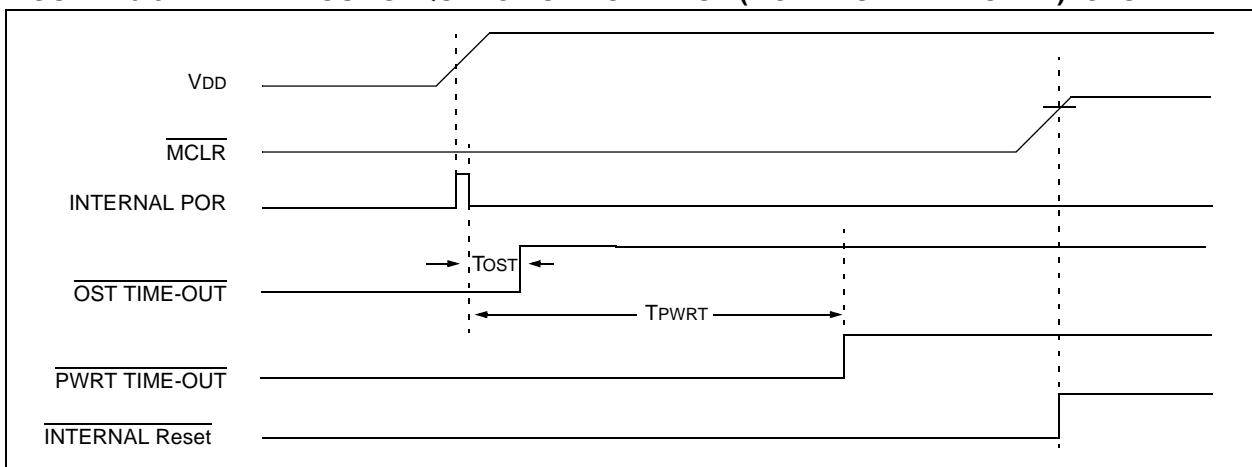 VDD
MCLR
INTERNAL POR
TOST
OST TIME-OUT
TPWRT
PWRT TIME-OUT
INTERNAL Reset